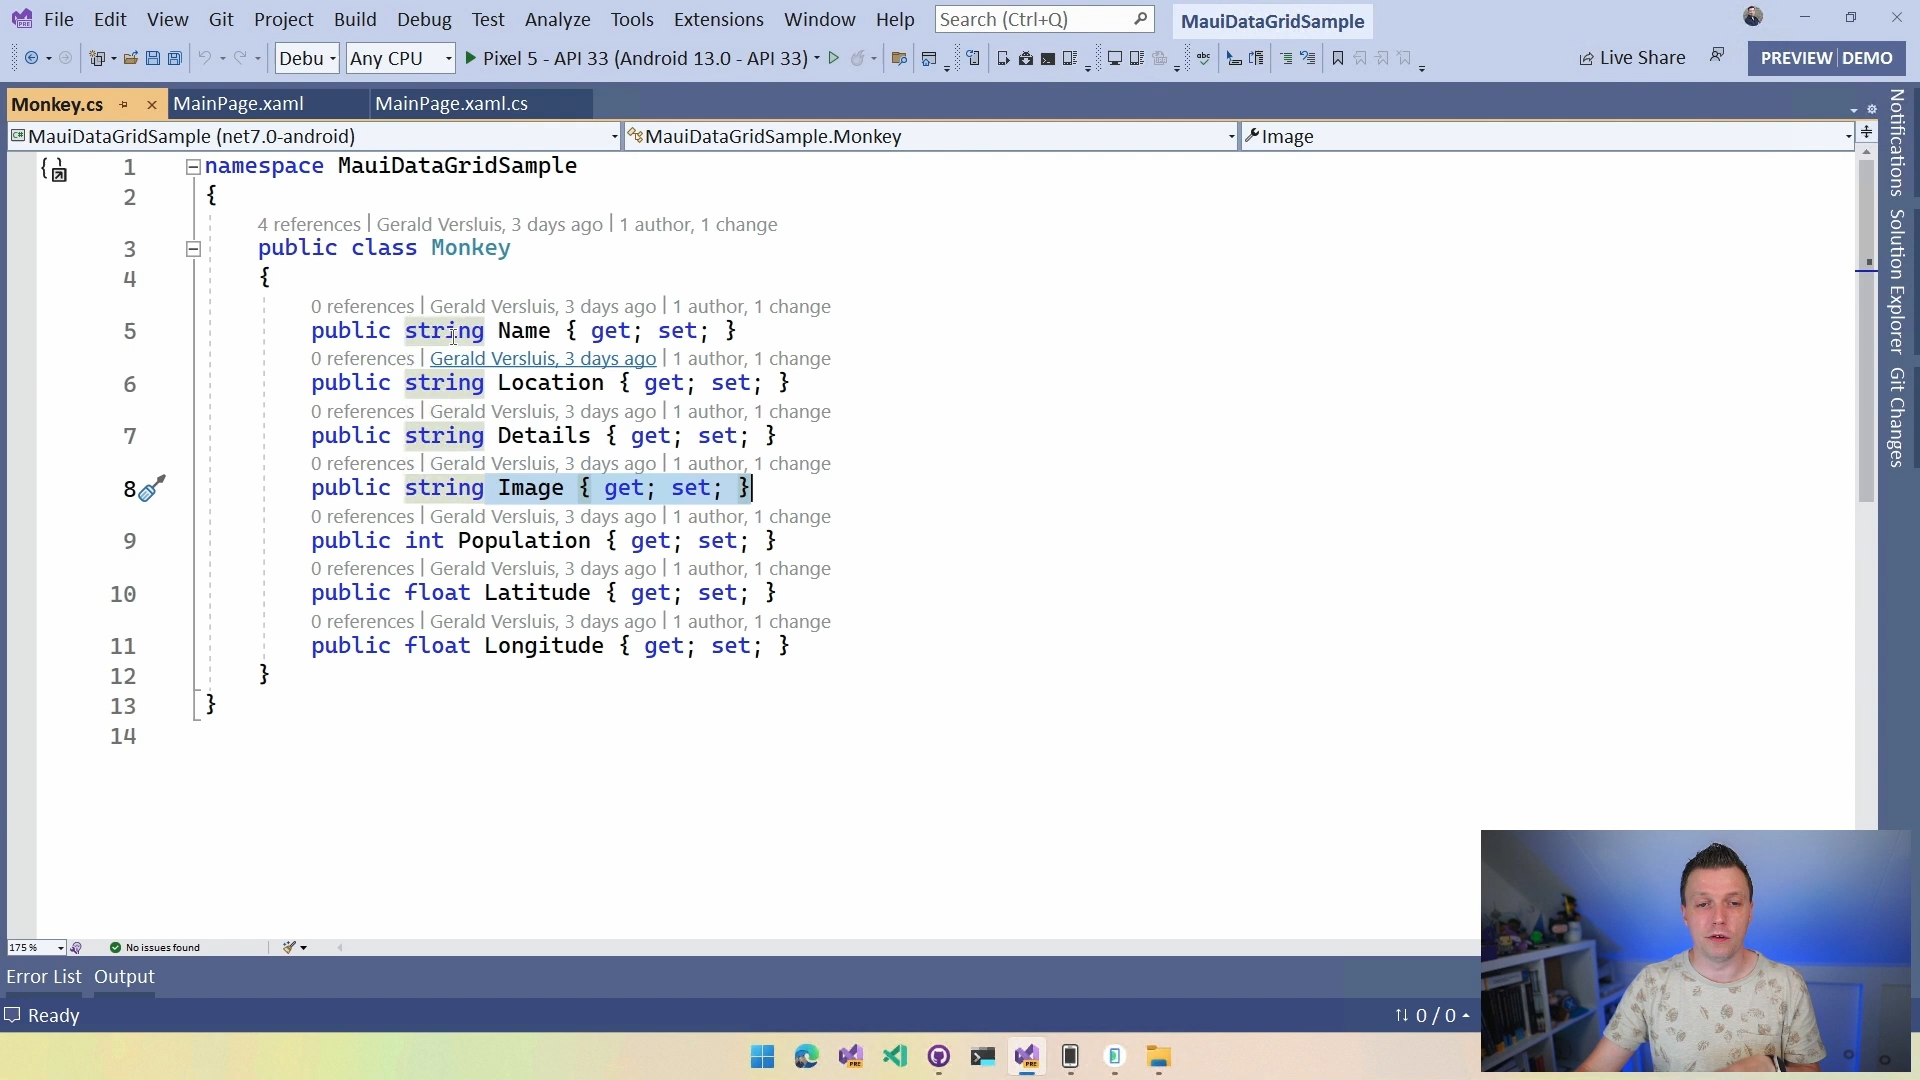 File Edit View Git Project Build Debug Test Analyze Tools Extensions Window Help Search (Ctrl+Q) MauiDataGridSample
Debu Any CPU Pixel 5 - API 33 (Android 13.0 - API 33) Live Share PREVIEW DEMO
Monkey.cs MainPage.xaml MainPage.xaml.cs
MauiDataGridSample (net7.0-android) MauiDataGridSample.Monkey Image
1 namespace MauiDataGridSample
2 {
4 references | Gerald Versluis, 3 days ago | 1 author, 1 change
3 public class Monkey
4 {
0 references | Gerald Versluis, 3 days ago | 1 author, 1 change
5 public string Name { get; set; }
0 references | Gerald Versluis, 3 days ago | 1 author, 1 change
6 public string Location { get; set; }
0 references | Gerald Versluis, 3 days ago | 1 author, 1 change
7 public string Details { get; set; }
0 references | Gerald Versluis, 3 days ago | 1 author, 1 change
8 public string Image { get; set; }
0 references | Gerald Versluis, 3 days ago | 1 author, 1 change
9 public int Population { get; set; }
0 references | Gerald Versluis, 3 days ago | 1 author, 1 change
10 public float Latitude { get; set; }
0 references | Gerald Versluis, 3 days ago | 1 author, 1 change
11 public float Longitude { get; set; }
12 }
13 }
14
Notifications
Solution Explorer
Git Changes
175 % No issues found
Error List Output
Ready 0 / 0